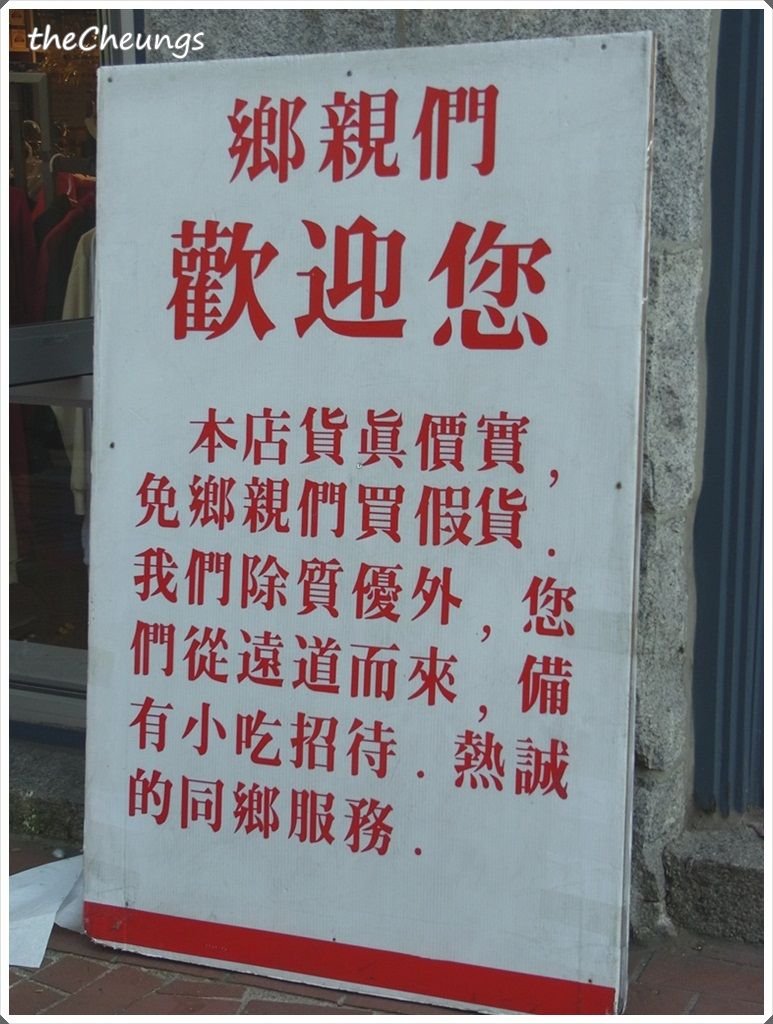 theCheungs
鄉親們
歡迎您
本店貨眞價實,
免鄉親們買假貨.
我們除質優外,您
們從遠道而來,備
有小吃招待.熱誠
的同鄉服務.